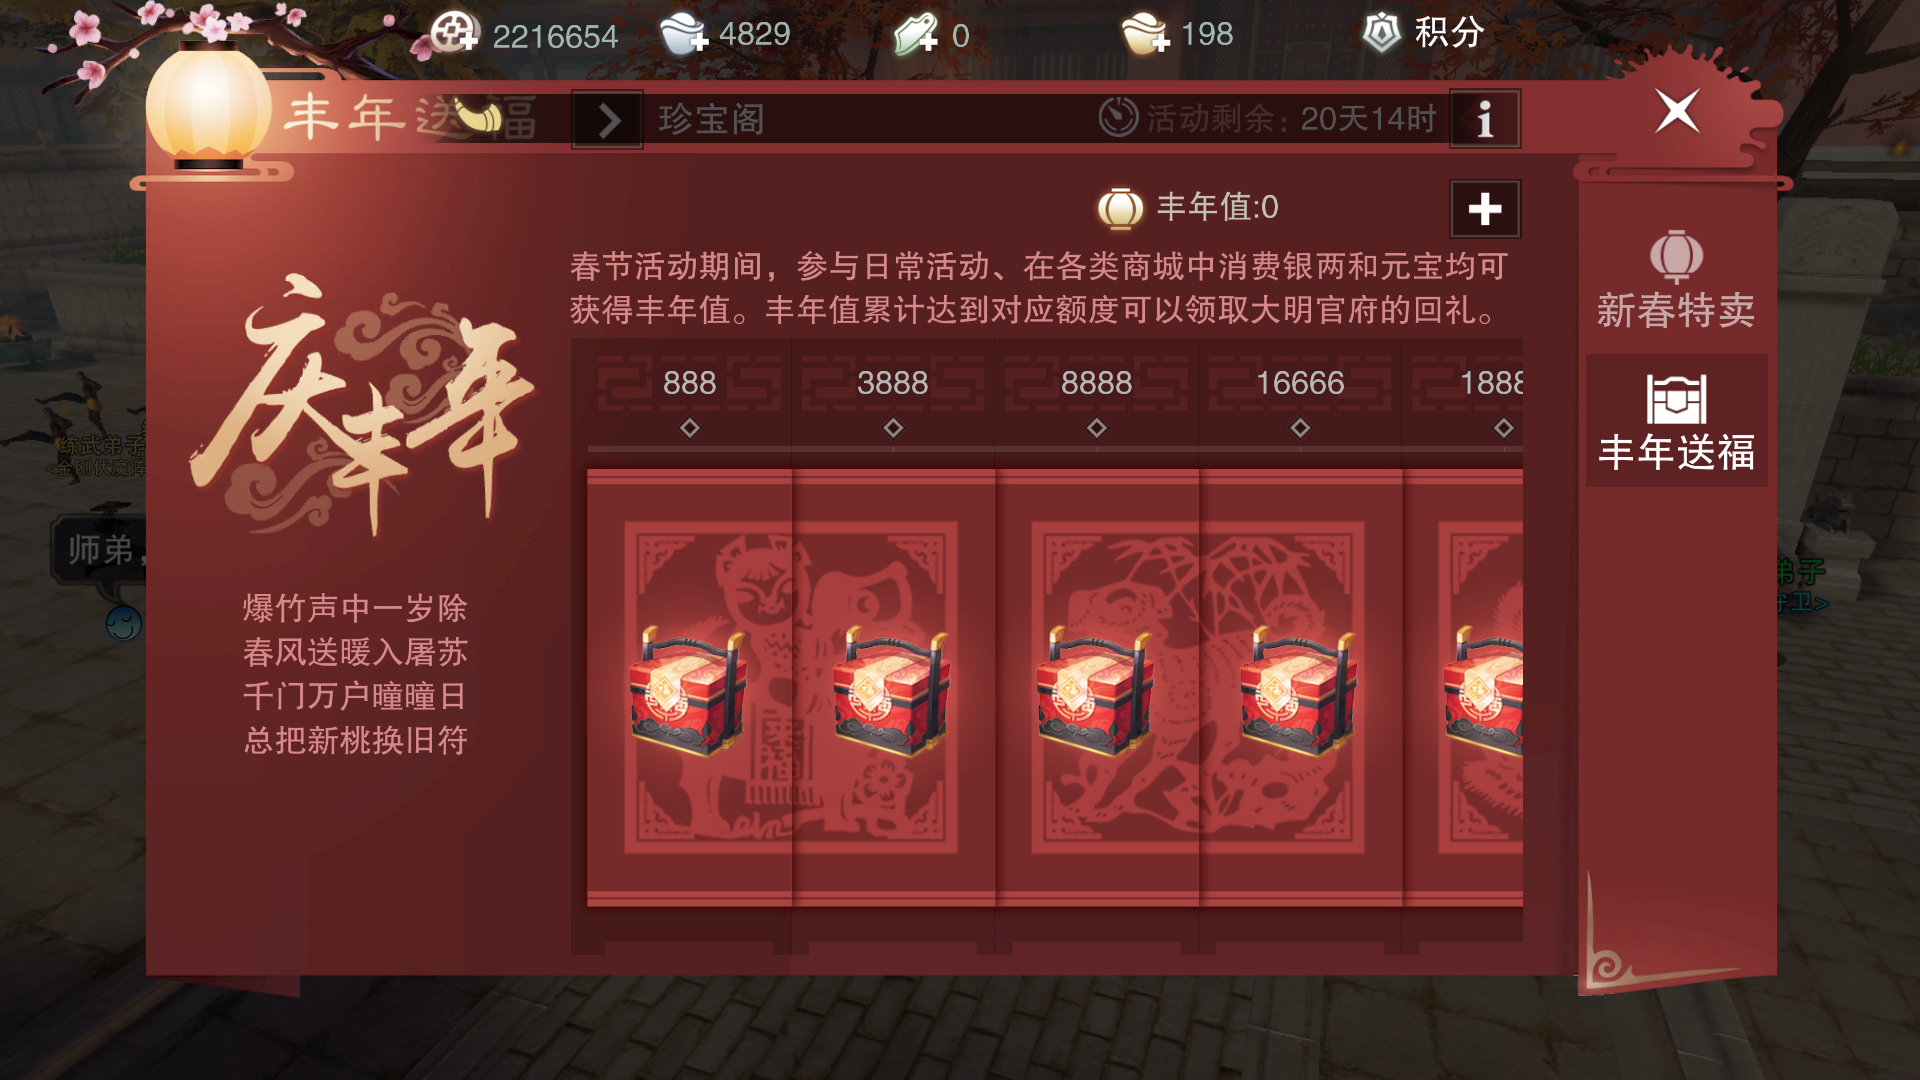 2216654 4829 0 198 积分
丰年送福 珍宝阁 活动剩余：20天14时
丰年值:0
春节活动期间，参与日常活动、在各类商城中消费银两和元宝均可
获得丰年值。丰年值累计达到对应额度可以领取大明官府的回礼。
888 3888 8888 16666 1888
庆丰年
爆竹声中一岁除
春风送暖入屠苏
千门万户曈曈日
总把新桃换旧符
新春特卖
丰年送福
练武弟子
<金刚伏魔阵
师弟，
弟子
守卫>